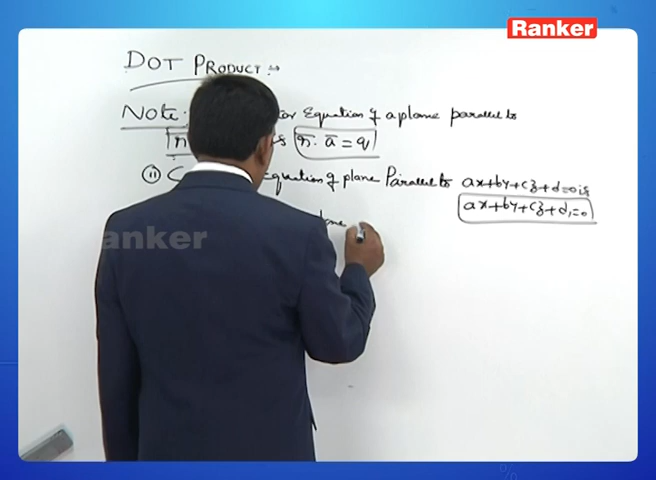 Ranker
DOT PRODUCT :→
Note: Equation of a plane parallel to
is r̄. ā = q
(ii) Equation of plane Parallel to ax+by+cz+d=0 is
ax+by+cz+d₁=0
Ranker